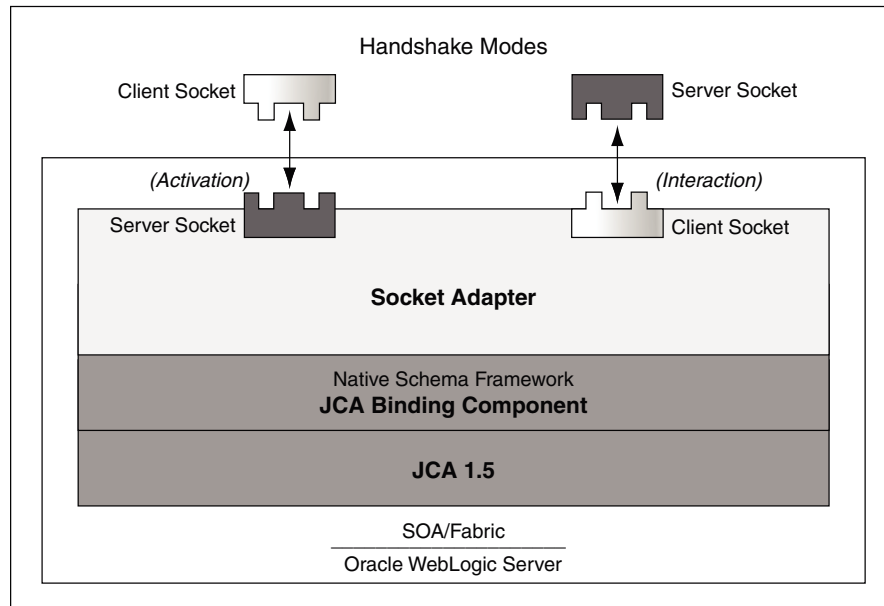 Handshake Modes
Client Socket
Server Socket
(Activation)
(Interaction)
Server Socket
Client Socket
Socket Adapter
Native Schema Framework
JCA Binding Component
JCA 1.5
SOA/Fabric
Oracle WebLogic Server